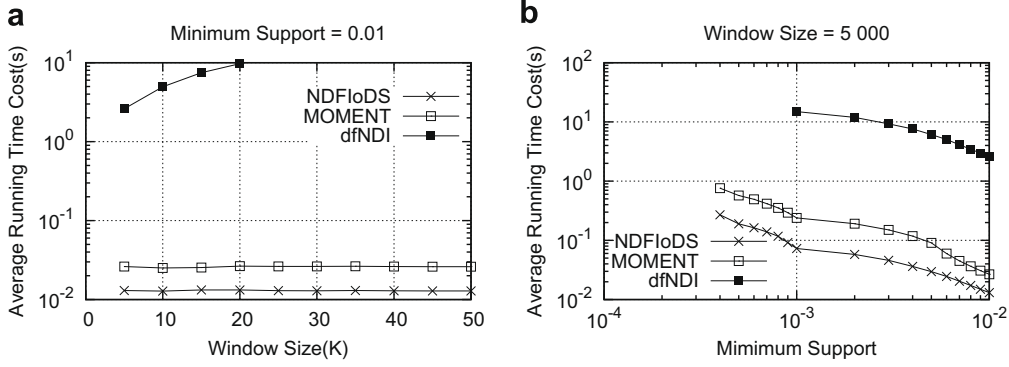 a
Minimum Support = 0.01
Average Running Time Cost(s)
10^1
10^0
10^-1
10^-2
NDFIoDS
MOMENT
dfNDI
0 10 20 30 40 50
Window Size(K)
b
Window Size = 5 000
Average Running Time Cost(s)
10^2
10^1
10^0
10^-1
10^-2
NDFIoDS
MOMENT
dfNDI
10^-4 10^-3 10^-2
Mimimum Support